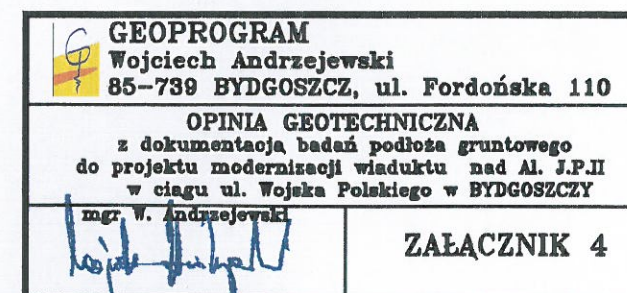 GEOPROGRAM
Wojciech Andrzejewski
85-739 BYDGOSZCZ, ul. Fordońska 110
OPINIA GEOTECHNICZNA
z dokumentacją badań podłoża gruntowego
do projektu modernizacji wiaduktu nad Al. J.P.II
w ciągu ul. Wojska Polskiego w BYDGOSZCZY
mgr W. Andrzejewski
ZAŁĄCZNIK 4